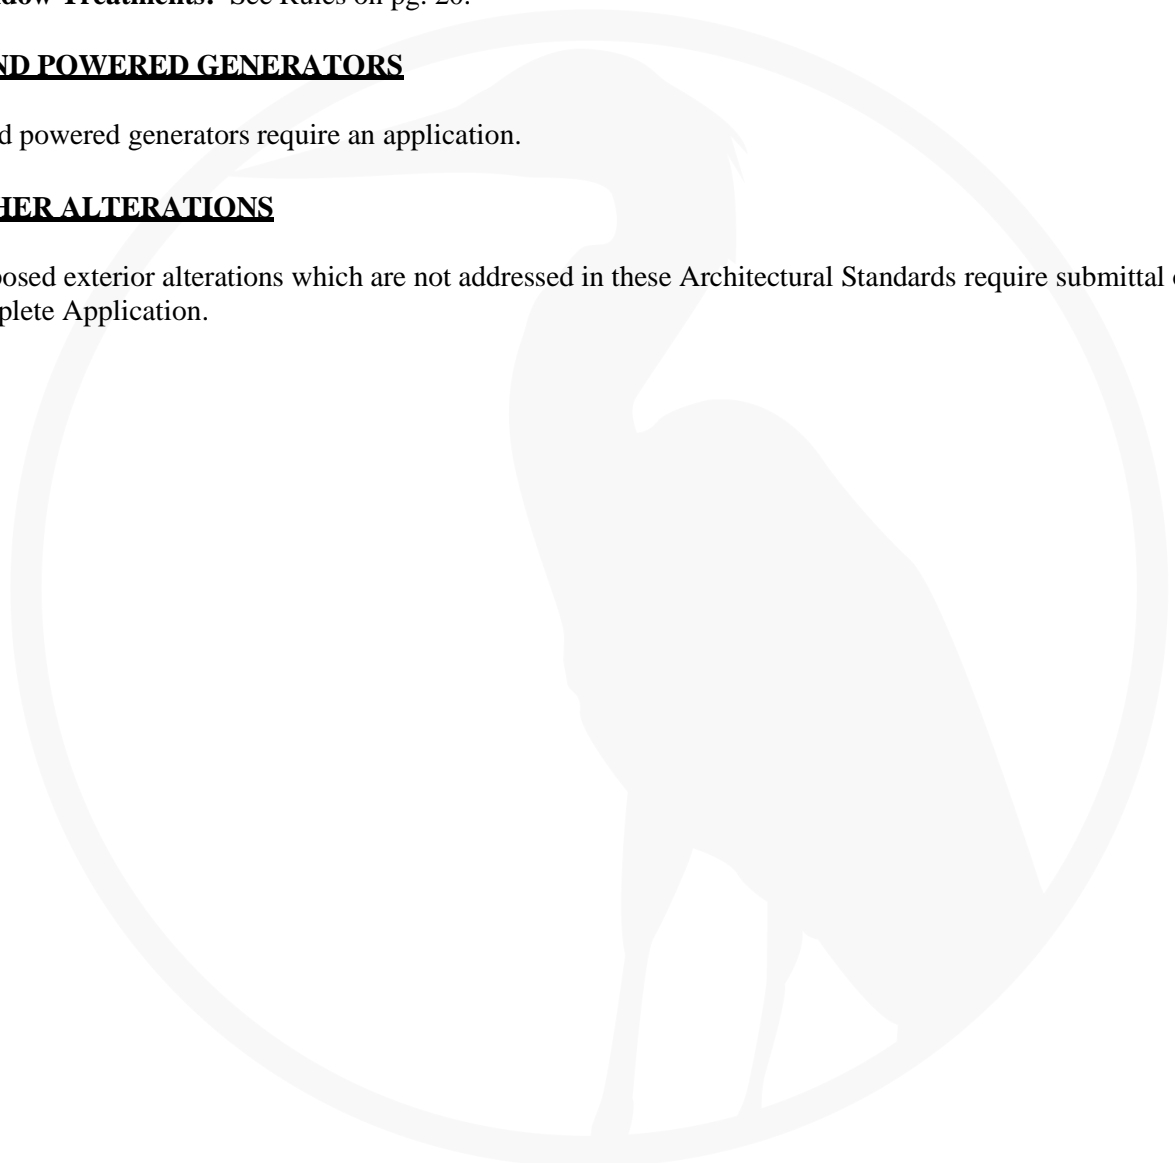 dow Treatments: See Rules on pg.
ND POWERED GENERATORS
d powered generators require an application.
HER ALTERATIONS
posed exterior alterations which are not addressed in these Architectural Standards require submittal
plete Application.